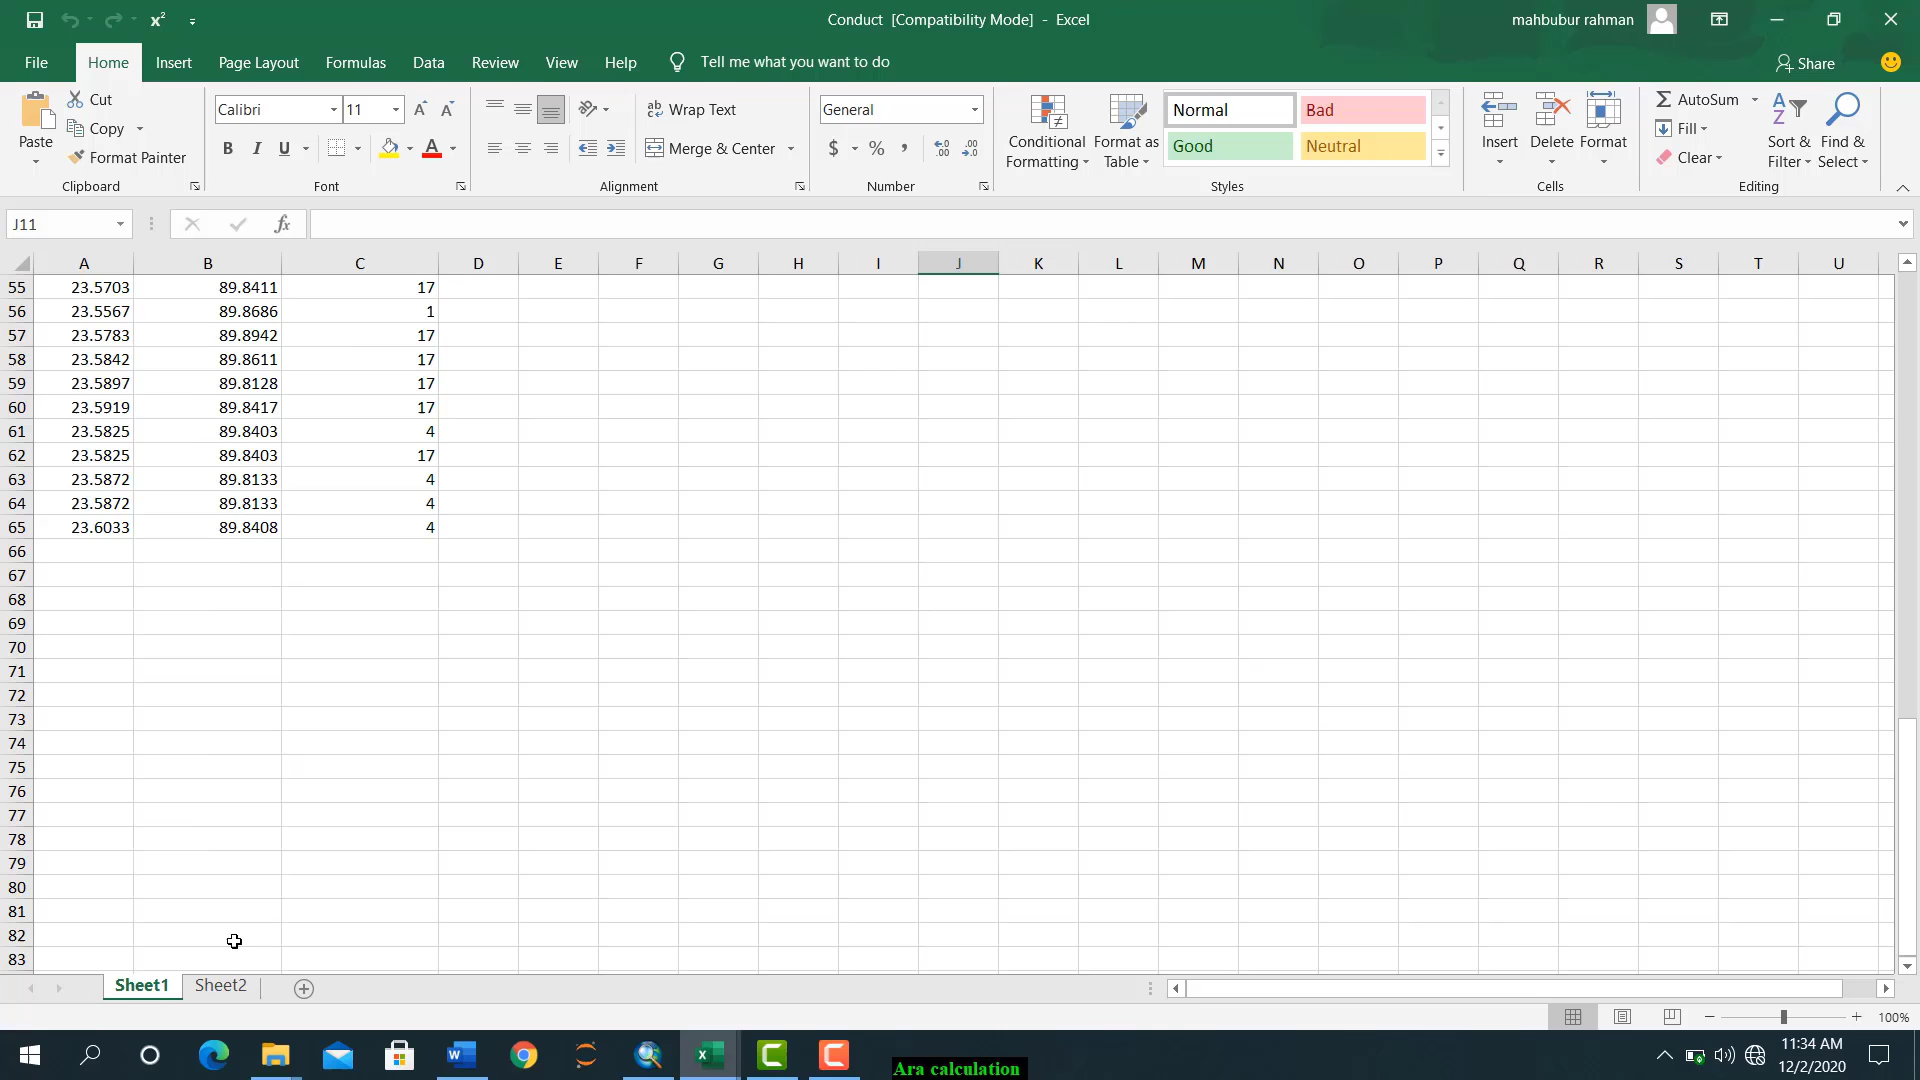 Conduct [Compatibility Mode] - Excel
mahbubur rahman
File Home Insert Page Layout Formulas Data Review View Help Tell me what you want to do Share
Paste Cut Copy Format Painter Clipboard
Calibri 11 B I U Font
Wrap Text Merge & Center Alignment
General $ % , Number
Conditional Formatting Format as Table Normal Bad Good Neutral Styles
Insert Delete Format Cells
AutoSum Fill Clear Sort & Filter Find & Select Editing
J11 fx
A B C D E F G H I J K L M N O P Q R S T U
55 23.5703 89.8411 17
56 23.5567 89.8686 1
57 23.5783 89.8942 17
58 23.5842 89.8611 17
59 23.5897 89.8128 17
60 23.5919 89.8417 17
61 23.5825 89.8403 4
62 23.5825 89.8403 17
63 23.5872 89.8133 4
64 23.5872 89.8133 4
65 23.6033 89.8408 4
66
67
68
69
70
71
72
73
74
75
76
77
78
79
80
81
82
83
Sheet1 Sheet2
100%
Ara calculation
11:34 AM
12/2/2020